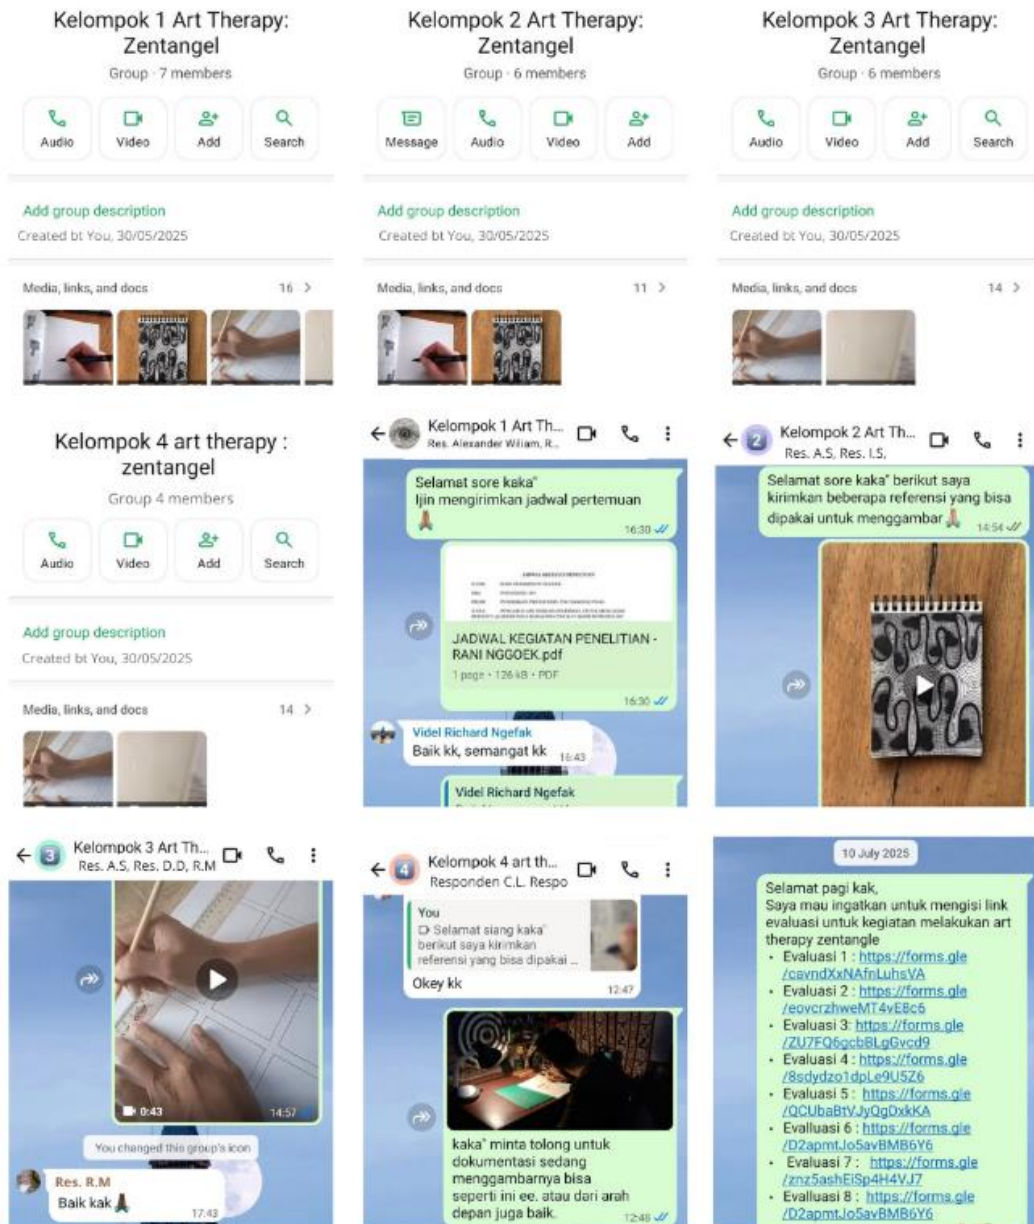 Kelompok 1 Art Therapy:
Zentangel
Group · 7 members
Audio
Video
Add
Search
Add group description
Created bt You, 30/05/2025
Media, links, and docs
16 >
Kelompok 2 Art Therapy:
Zentangel
Group · 6 members
Message
Audio
Video
Add
Add group description
Created bt You, 30/05/2025
Media, links, and docs
11 >
Kelompok 3 Art Therapy:
Zentangel
Group · 6 members
Audio
Video
Add
Search
Add group description
Created bt You, 30/05/2025
Media, links, and docs
14 >
Kelompok 4 art therapy :
zentangel
Group 4 members
Audio
Video
Add
Search
Add group description
Created bt You, 30/05/2025
Media, links, and docs
14 >
Kelompok 1 Art Th...
Res. Alexander Wiliam, R...
Selamat sore kaka"
Ijin mengirimkan jadwal pertemuan
16:30
JADWAL KEGIATAN PENELITIAN -
RANI NGGOEK.pdf
1 page • 126 kB • PDF
16:30
Videl Richard Ngefak
Baik kk, semangat kk
16:43
Videl Richard Ngefak
2
Kelompok 2 Art Th...
Res. A.S, Res. I.S,
Selamat sore kaka" berikut saya
kirimkan beberapa referensi yang bisa
dipakai untuk menggambar
14:54
3
Kelompok 3 Art Th...
Res. A.S, Res. D.D, R.M
0:43
14:57
You changed this group's icon
Res. R.M
Baik kak
17:43
4
Kelompok 4 art th...
Responden C.L. Respo
You
Selamat siang kaka"
berikut saya kirimkan
referensi yang bisa dipakai ...
Okey kk
12:47
kaka" minta tolong untuk
dokumentasi sedang
menggambarnya bisa
seperti ini ee. atau dari arah
depan juga baik.
12:48
10 July 2025
Selamat pagi kak,
Saya mau ingatkan untuk mengisi link
evaluasi untuk kegiatan melakukan art
therapy zentangle
• Evaluasi 1 : https://forms.gle
/cavndXxNAfnLuhsVA
• Evaluasi 2 : https://forms.gle
/eovcrzhweMT4vE8c6
• Evaluasi 3: https://forms.gle
/ZU7FQ6gcbBLgGvcd9
• Evaluasi 4 : https://forms.gle
/8sdydzo1dpLe9U5Z6
• Evaluasi 5 : https://forms.gle
/QCUbaBtVJyQgDxkKA
• Evalluasi 6 : https://forms.gle
/D2apmtJo5avBMB6Y6
• Evaluasi 7 : https://forms.gle
/znz5ashEiSp4H4VJ7
• Evalluasi 8 : https://forms.gle
/D2apmtJo5avBMB6Y6